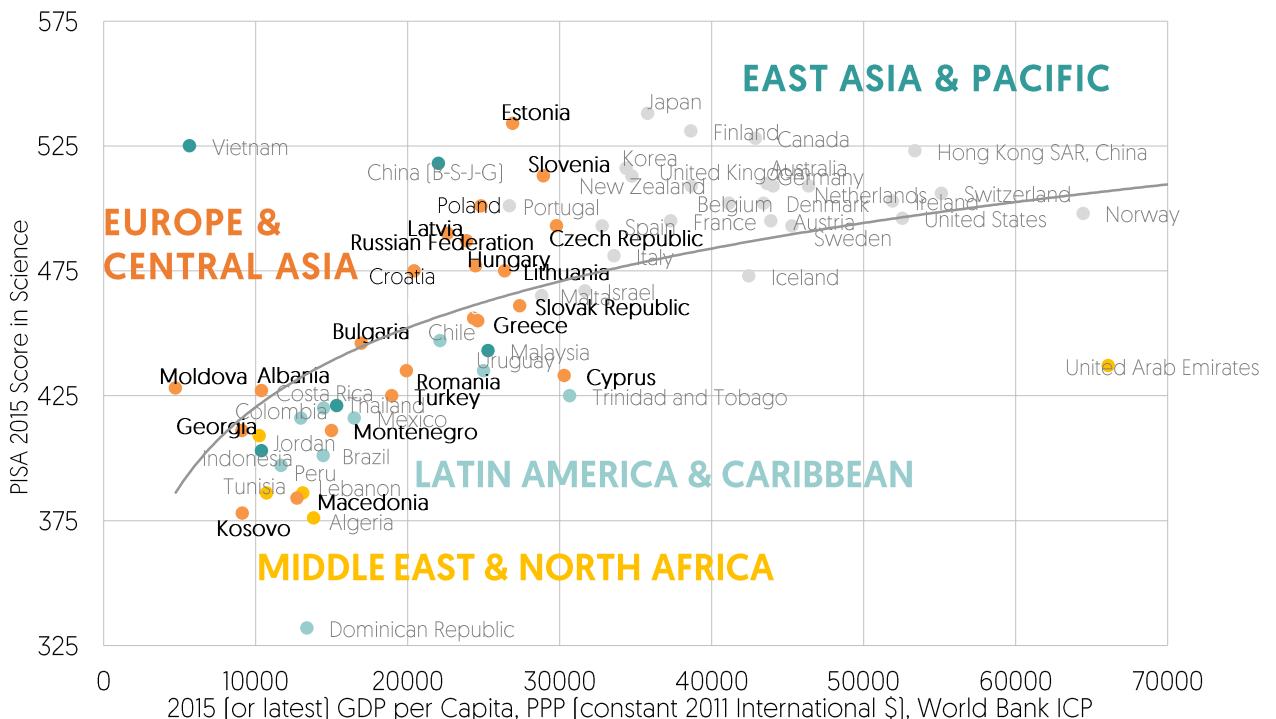 575
EAST ASIA & PACIFIC
Japan
Estonia
Finland
Canada
525
Vietnam
Hong Kong SAR, China
China (B-S-J-G)
Slovenia
Korea
United Kingdom
Australia
Germany
New Zealand
Netherlands
Switzerland
Ireland
Poland
Portugal
Belgium
Denmark
Norway
EUROPE &
CENTRAL ASIA
Latvia
Russian Federation
Czech Republic
Spain
France
Austria
United States
Sweden
Hungary
Italy
475
Croatia
Lithuania
Iceland
Malta
Israel
Slovak Republic
Greece
Bulgaria
Chile
Malaysia
Uruguay
United Arab Emirates
Moldova
Albania
Romania
Cyprus
425
Costa Rica
Turkey
Trinidad and Tobago
Colombia
Thailand
Mexico
Georgia
Montenegro
Jordan
Indonesia
Brazil
LATIN AMERICA & CARIBBEAN
Peru
Tunisia
Lebanon
Macedonia
375
Kosovo
Algeria
MIDDLE EAST & NORTH AFRICA
Dominican Republic
325
PISA 2015 Score in Science
0 10000 20000 30000 40000 50000 60000 70000
2015 [or latest] GDP per Capita, PPP [constant 2011 International $], World Bank ICP